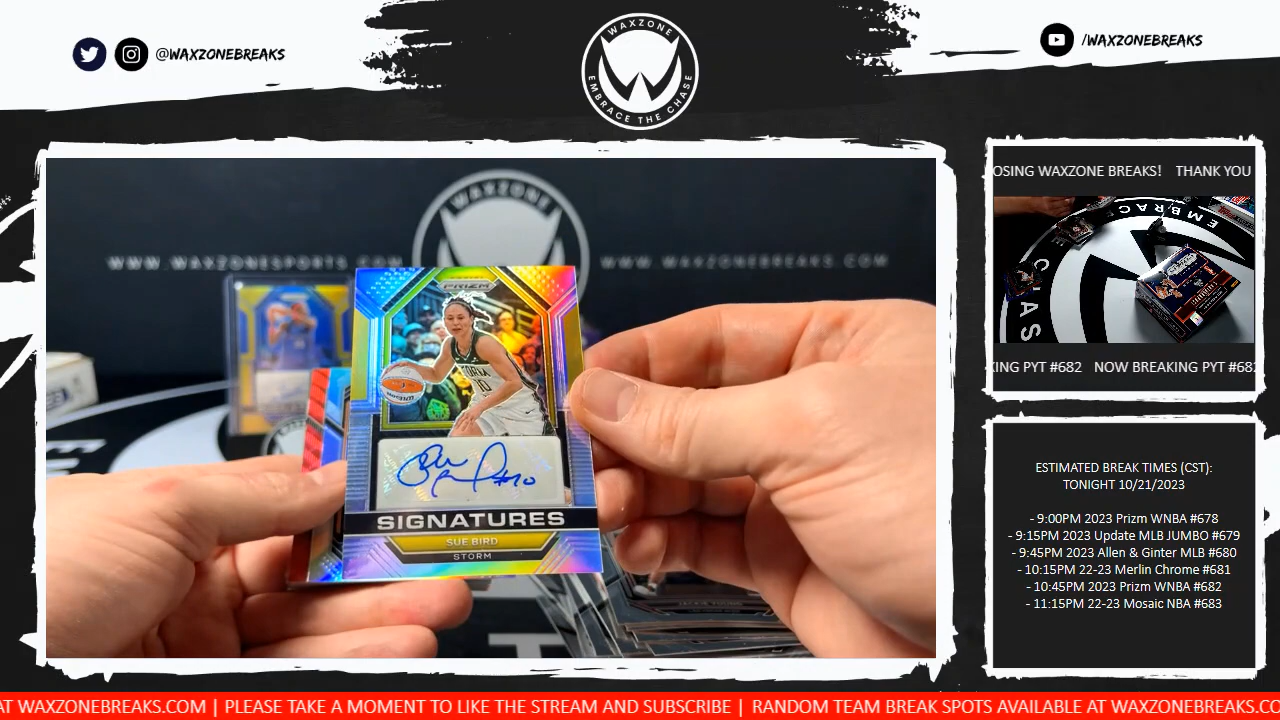 @WAXZONEBREAKS
WAXZONE
EMBRACE THE CHASE
/WAXZONEBREAKS
WAXZONE
WWW.WAXZONESPORTS.COM
WWW.WAXZONEBREAKS.COM
PRIZM
10
SIGNATURES
SUE BIRD
STORM
OSING WAXZONE BREAKS! THANK YOU
EMBRAC
CHAS
KING PYT #682 NOW BREAKING PYT #682
ESTIMATED BREAK TIMES (CST):
TONIGHT 10/21/2023
- 9:00PM 2023 Prizm WNBA #678
- 9:15PM 2023 Update MLB JUMBO #679
- 9:45PM 2023 Allen & Ginter MLB #680
- 10:15PM 22-23 Merlin Chrome #681
- 10:45PM 2023 Prizm WNBA #682
- 11:15PM 22-23 Mosaic NBA #683
AT WAXZONEBREAKS.COM | PLEASE TAKE A MOMENT TO LIKE THE STREAM AND SUBSCRIBE | RANDOM TEAM BREAK SPOTS AVAILABLE AT WAXZONEBREAKS.CO